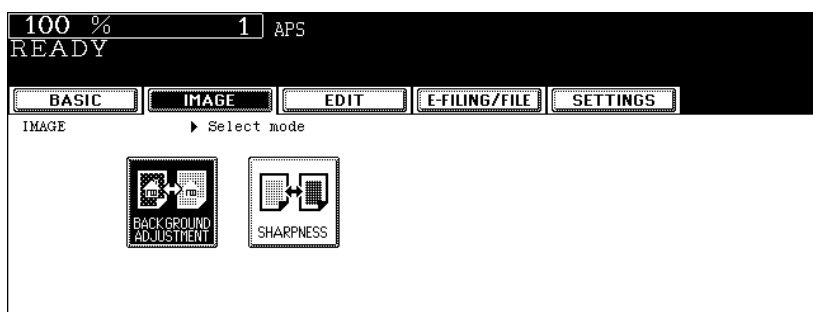 100 % 1 APS
READY
BASIC IMAGE EDIT E-FILING/FILE SETTINGS
IMAGE ▶ Select mode
BACKGROUND
ADJUSTMENT
SHARPNESS